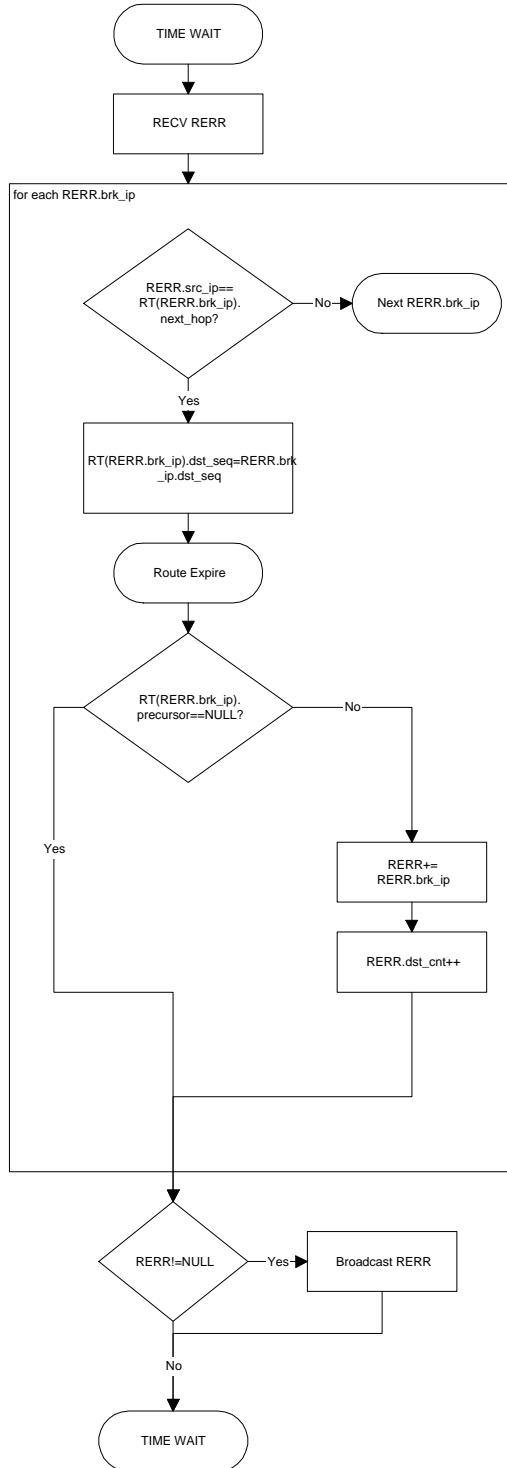 TIME WAIT
RECV RERR
for each RERR.brk_ip
RERR.src_ip==
RT(RERR.brk_ip).
next_hop?
No
Next RERR.brk_ip
Yes
RT(RERR.brk_ip).dst_seq=RERR.brk
_ip.dst_seq
Route Expire
RT(RERR.brk_ip).
precursor==NULL?
No
Yes
RERR+=
RERR.brk_ip
RERR.dst_cnt++
RERR!=NULL
Yes
Broadcast RERR
No
TIME WAIT